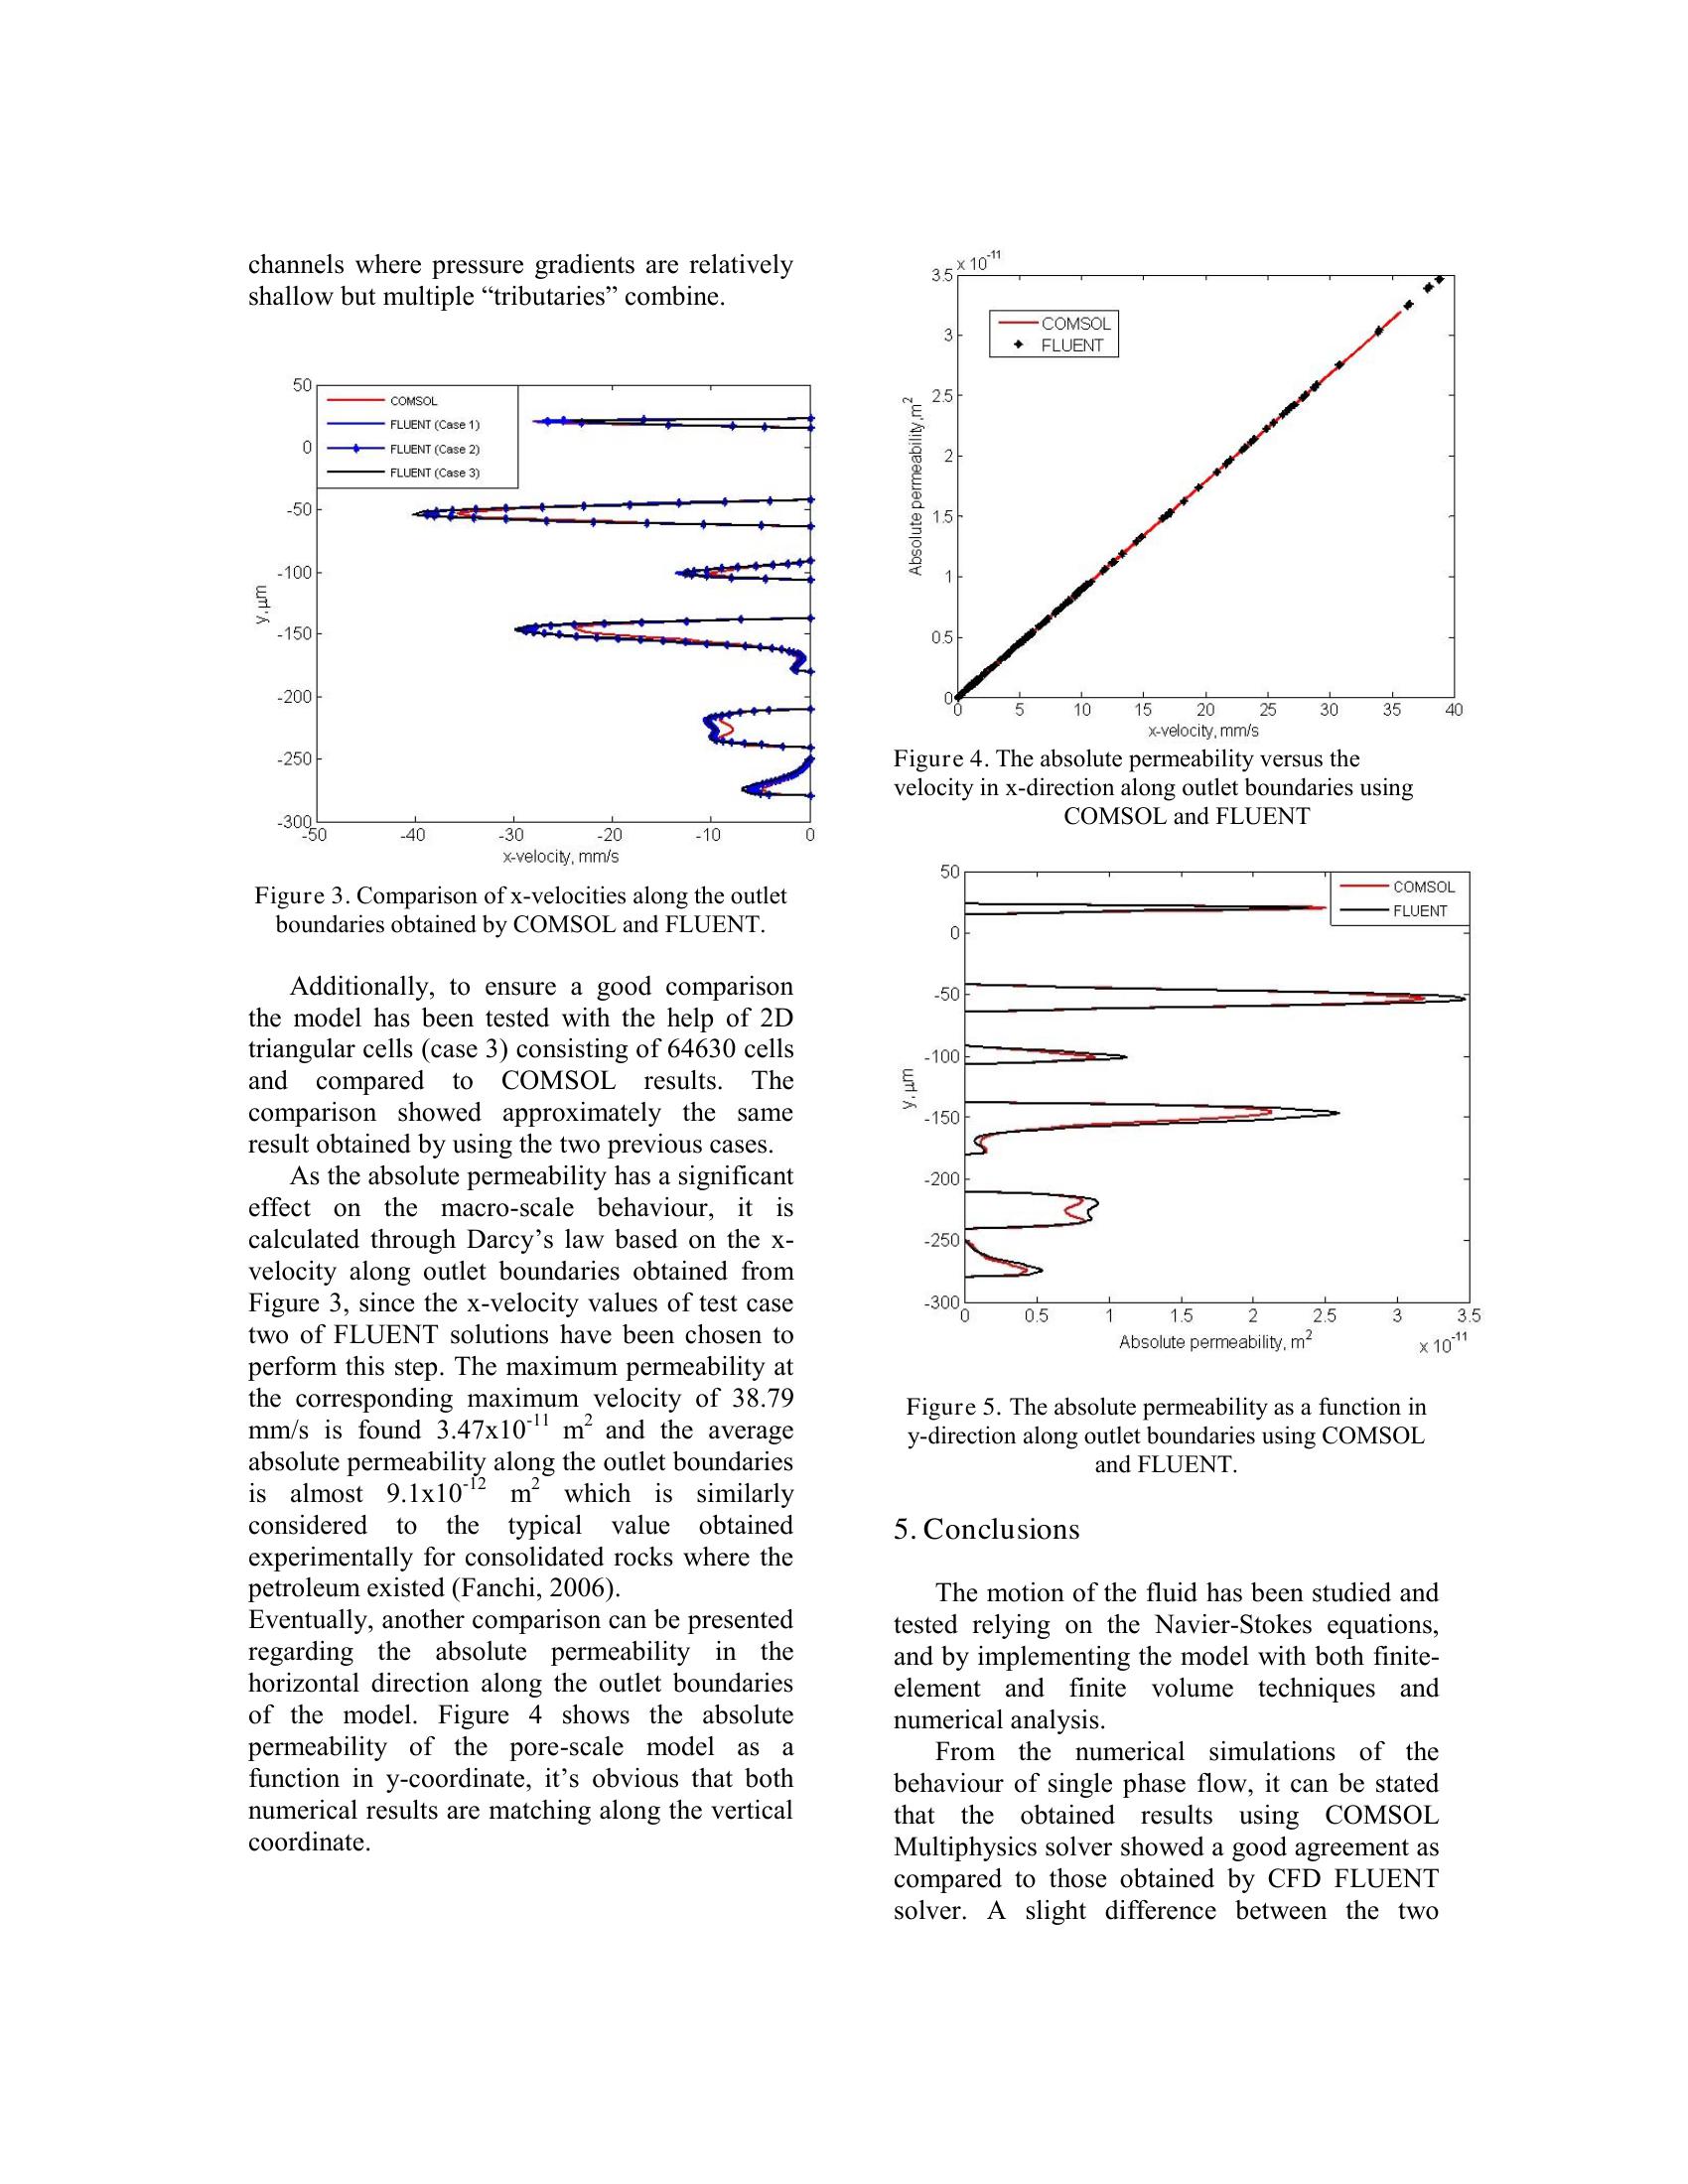 channels where pressure gradients are relatively
shallow but multiple “tributaries” combine.
50
0
-50
-100
-150
-200
-250
-300
y, μm
COMSOL
FLUENT (Case 1)
FLUENT (Case 2)
FLUENT (Case 3)
-50 -40 -30 -20 -10 0
x-velocity, mm/s
Figure 3. Comparison of x-velocities along the outlet
boundaries obtained by COMSOL and FLUENT.
Additionally, to ensure a good comparison
the model has been tested with the help of 2D
triangular cells (case 3) consisting of 64630 cells
and compared to COMSOL results. The
comparison showed approximately the same
result obtained by using the two previous cases.
As the absolute permeability has a significant
effect on the macro-scale behaviour, it is
calculated through Darcy’s law based on the x-
velocity along outlet boundaries obtained from
Figure 3, since the x-velocity values of test case
two of FLUENT solutions have been chosen to
perform this step. The maximum permeability at
the corresponding maximum velocity of 38.79
mm/s is found 3.47x10⁻¹¹ m² and the average
absolute permeability along the outlet boundaries
is almost 9.1x10⁻¹² m² which is similarly
considered to the typical value obtained
experimentally for consolidated rocks where the
petroleum existed (Fanchi, 2006).
Eventually, another comparison can be presented
regarding the absolute permeability in the
horizontal direction along the outlet boundaries
of the model. Figure 4 shows the absolute
permeability of the pore-scale model as a
function in y-coordinate, it’s obvious that both
numerical results are matching along the vertical
coordinate.
x 10⁻¹¹
3.5
3
2.5
2
1.5
1
0.5
0
Absolute permeability, m²
COMSOL
FLUENT
0 5 10 15 20 25 30 35 40
x-velocity, mm/s
Figure 4. The absolute permeability versus the
velocity in x-direction along outlet boundaries using
COMSOL and FLUENT
50
0
-50
-100
-150
-200
-250
-300
y, μm
COMSOL
FLUENT
0 0.5 1 1.5 2 2.5 3 3.5
Absolute permeability, m²
x 10⁻¹¹
Figure 5. The absolute permeability as a function in
y-direction along outlet boundaries using COMSOL
and FLUENT.
5. Conclusions
The motion of the fluid has been studied and
tested relying on the Navier-Stokes equations,
and by implementing the model with both finite-
element and finite volume techniques and
numerical analysis.
From the numerical simulations of the
behaviour of single phase flow, it can be stated
that the obtained results using COMSOL
Multiphysics solver showed a good agreement as
compared to those obtained by CFD FLUENT
solver. A slight difference between the two